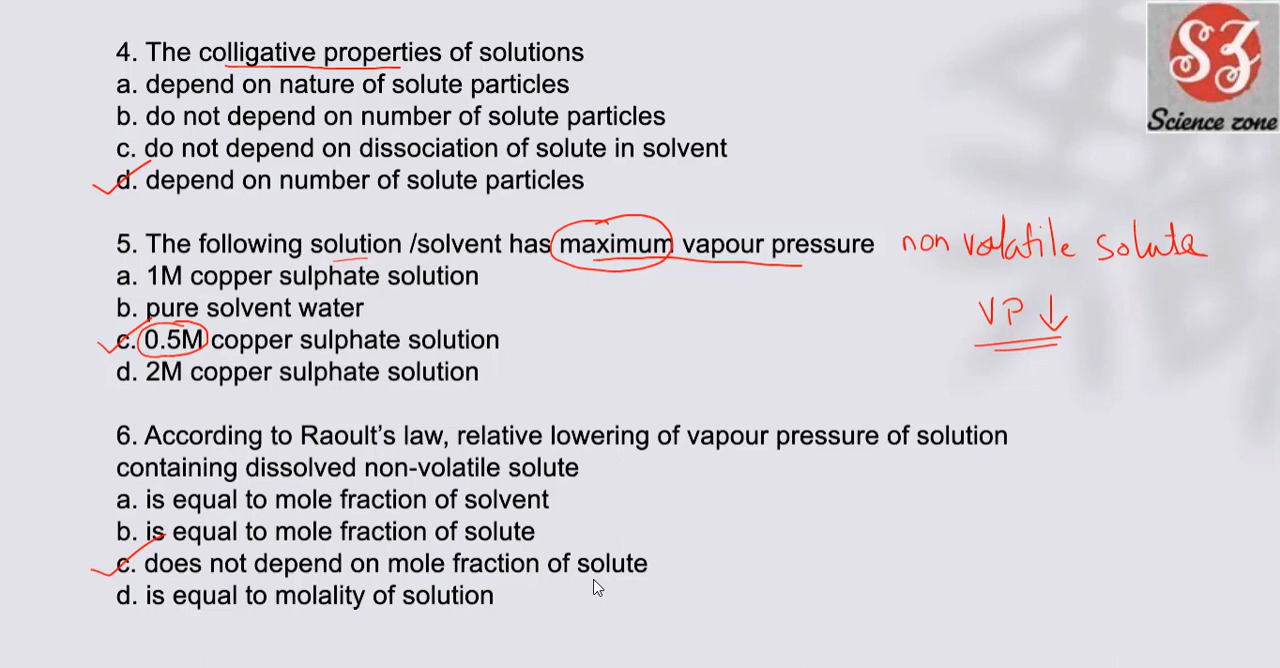 4. The colligative properties of solutions
a. depend on nature of solute particles
b. do not depend on number of solute particles
c. do not depend on dissociation of solute in solvent
d. depend on number of solute particles
5. The following solution /solvent has maximum vapour pressure non volatile solute
a. 1M copper sulphate solution
b. pure solvent water
VP↓
c. 0.5M copper sulphate solution
d. 2M copper sulphate solution
6. According to Raoult's law, relative lowering of vapour pressure of solution
containing dissolved non-volatile solute
a. is equal to mole fraction of solvent
b. is equal to mole fraction of solute
c. does not depend on mole fraction of solute
d. is equal to molality of solution
SZ
Science zone